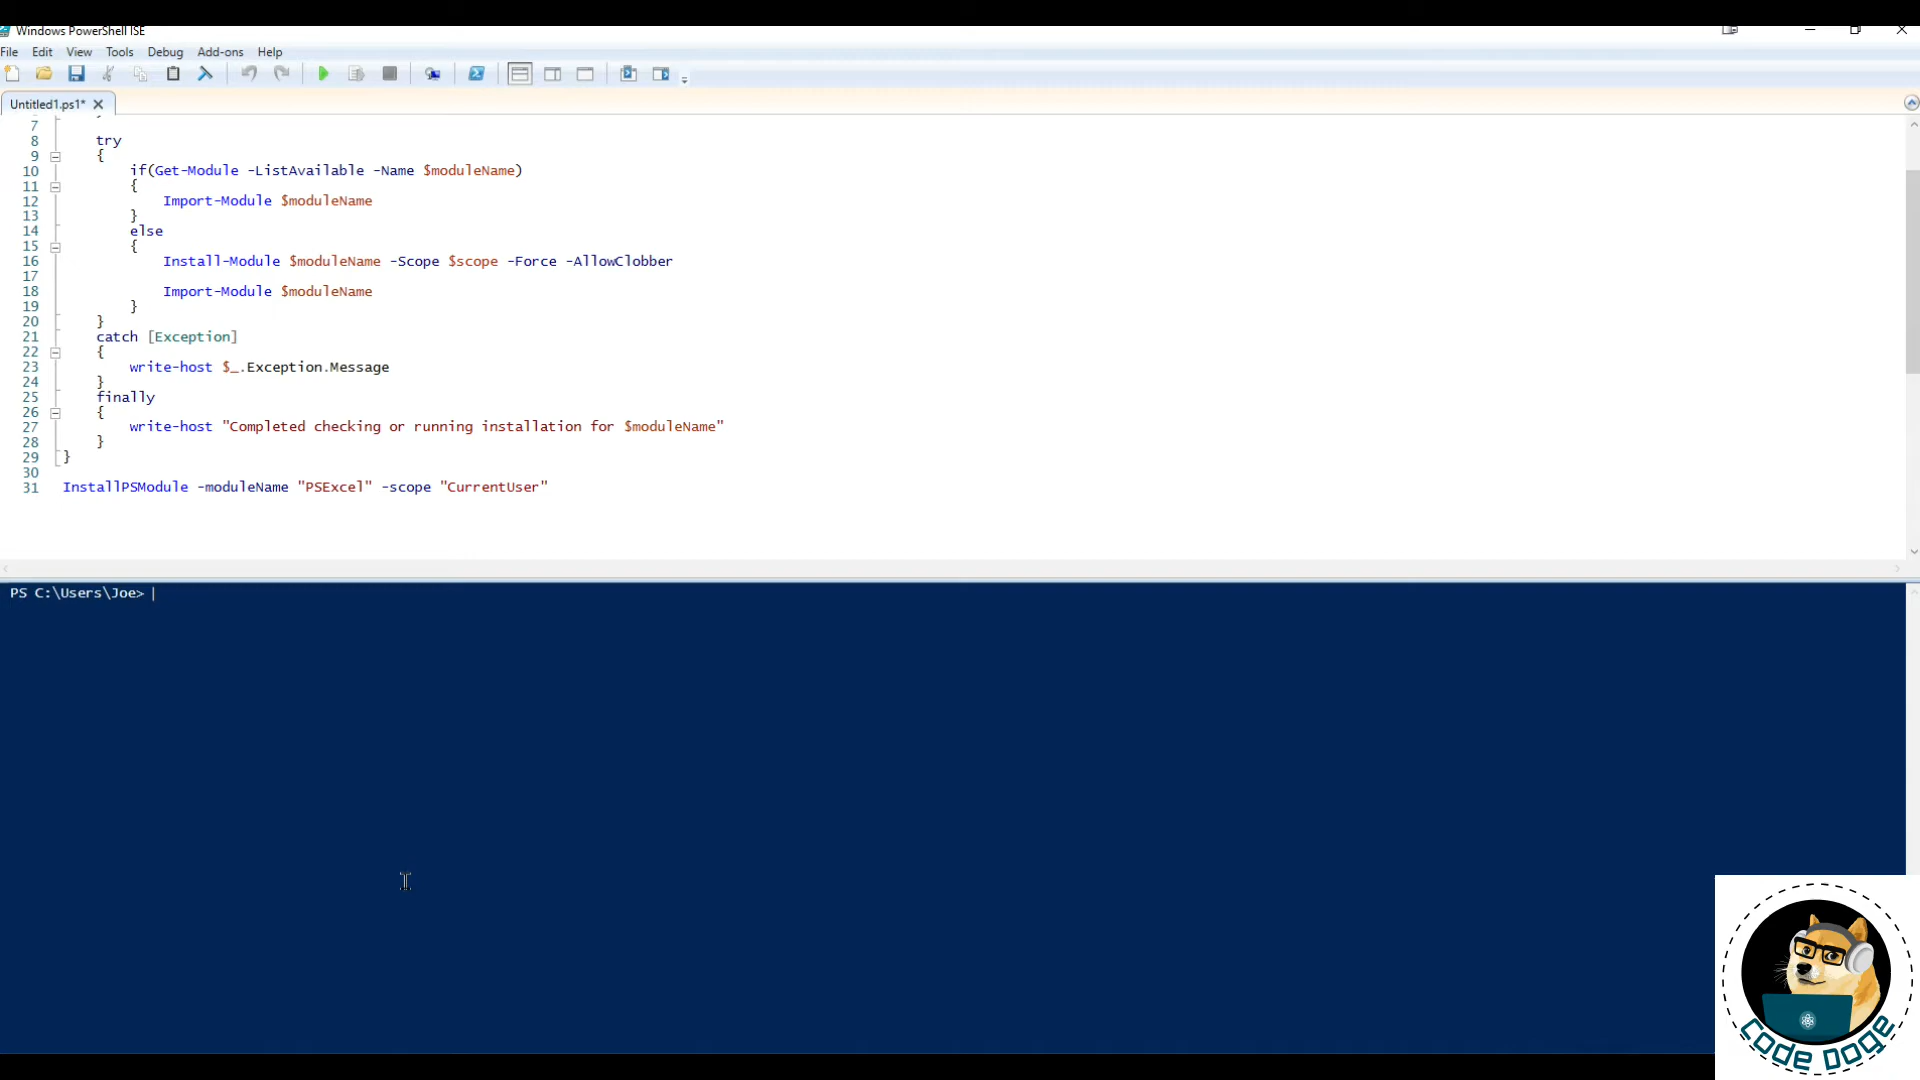 Windows PowerShell ISE
File Edit View Tools Debug Add-ons Help
Untitled1.ps1*
7
8 try
9 {
10 if(Get-Module -ListAvailable -Name $moduleName)
11 {
12 Import-Module $moduleName
13 }
14 else
15 {
16 Install-Module $moduleName -Scope $scope -Force -AllowClobber
17
18 Import-Module $moduleName
19 }
20 }
21 catch [Exception]
22 {
23 write-host $_.Exception.Message
24 }
25 finally
26 {
27 write-host "Completed checking or running installation for $moduleName"
28 }
29 }
30
31 InstallPSModule -moduleName "PSExcel" -scope "CurrentUser"
PS C:\Users\Joe>
Code Doge